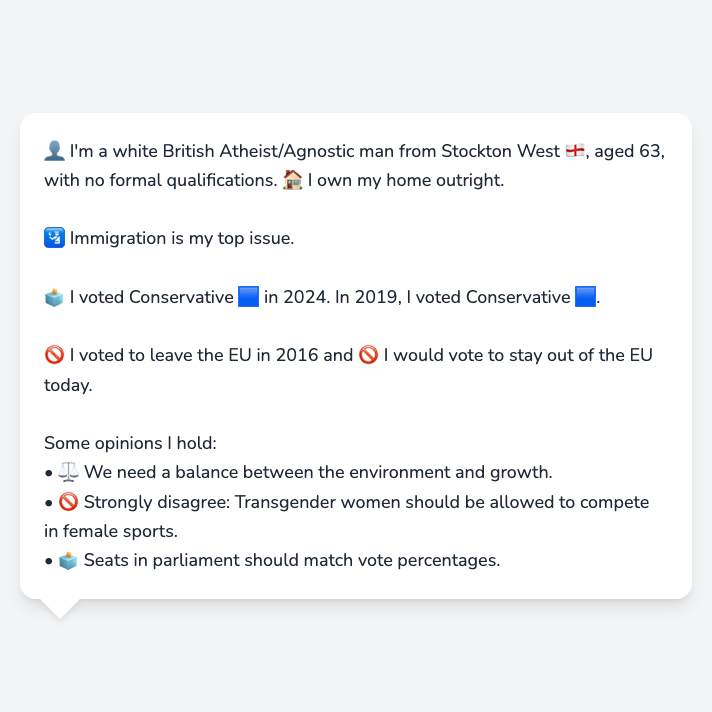 👤 I'm a white British Atheist/Agnostic man from Stockton West 🏴󠁧󠁢󠁥󠁮󠁧󠁿, aged 63,
with no formal qualifications. 🏠 I own my home outright.
🛂 Immigration is my top issue.
🗳️ I voted Conservative 🟦 in 2024. In 2019, I voted Conservative 🟦.
🚫 I voted to leave the EU in 2016 and 🚫 I would vote to stay out of the EU
today.
Some opinions I hold:
• ⚖️ We need a balance between the environment and growth.
• 🚫 Strongly disagree: Transgender women should be allowed to compete
in female sports.
• 🗳️ Seats in parliament should match vote percentages.